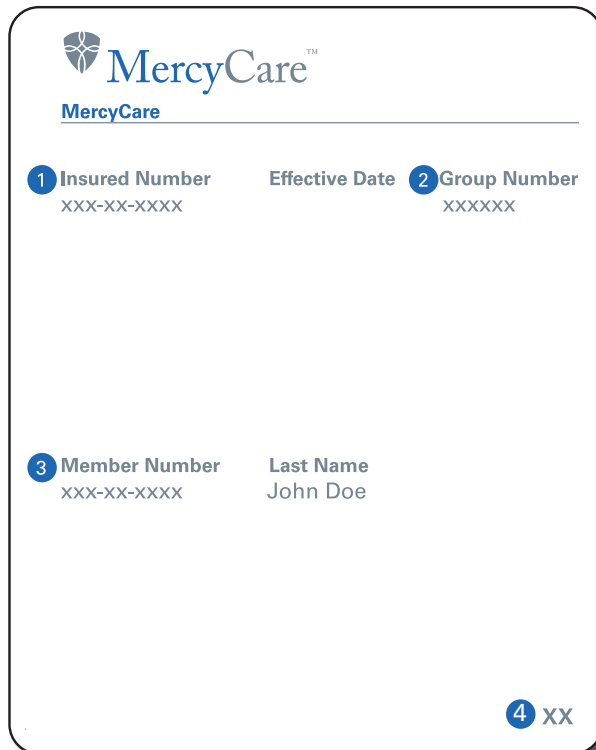 MercyCare™
MercyCare
1 Insured Number Effective Date 2 Group Number
xxx-xx-xxxx xxxxxx
3 Member Number Last Name
xxx-xx-xxxx John Doe
4 XX